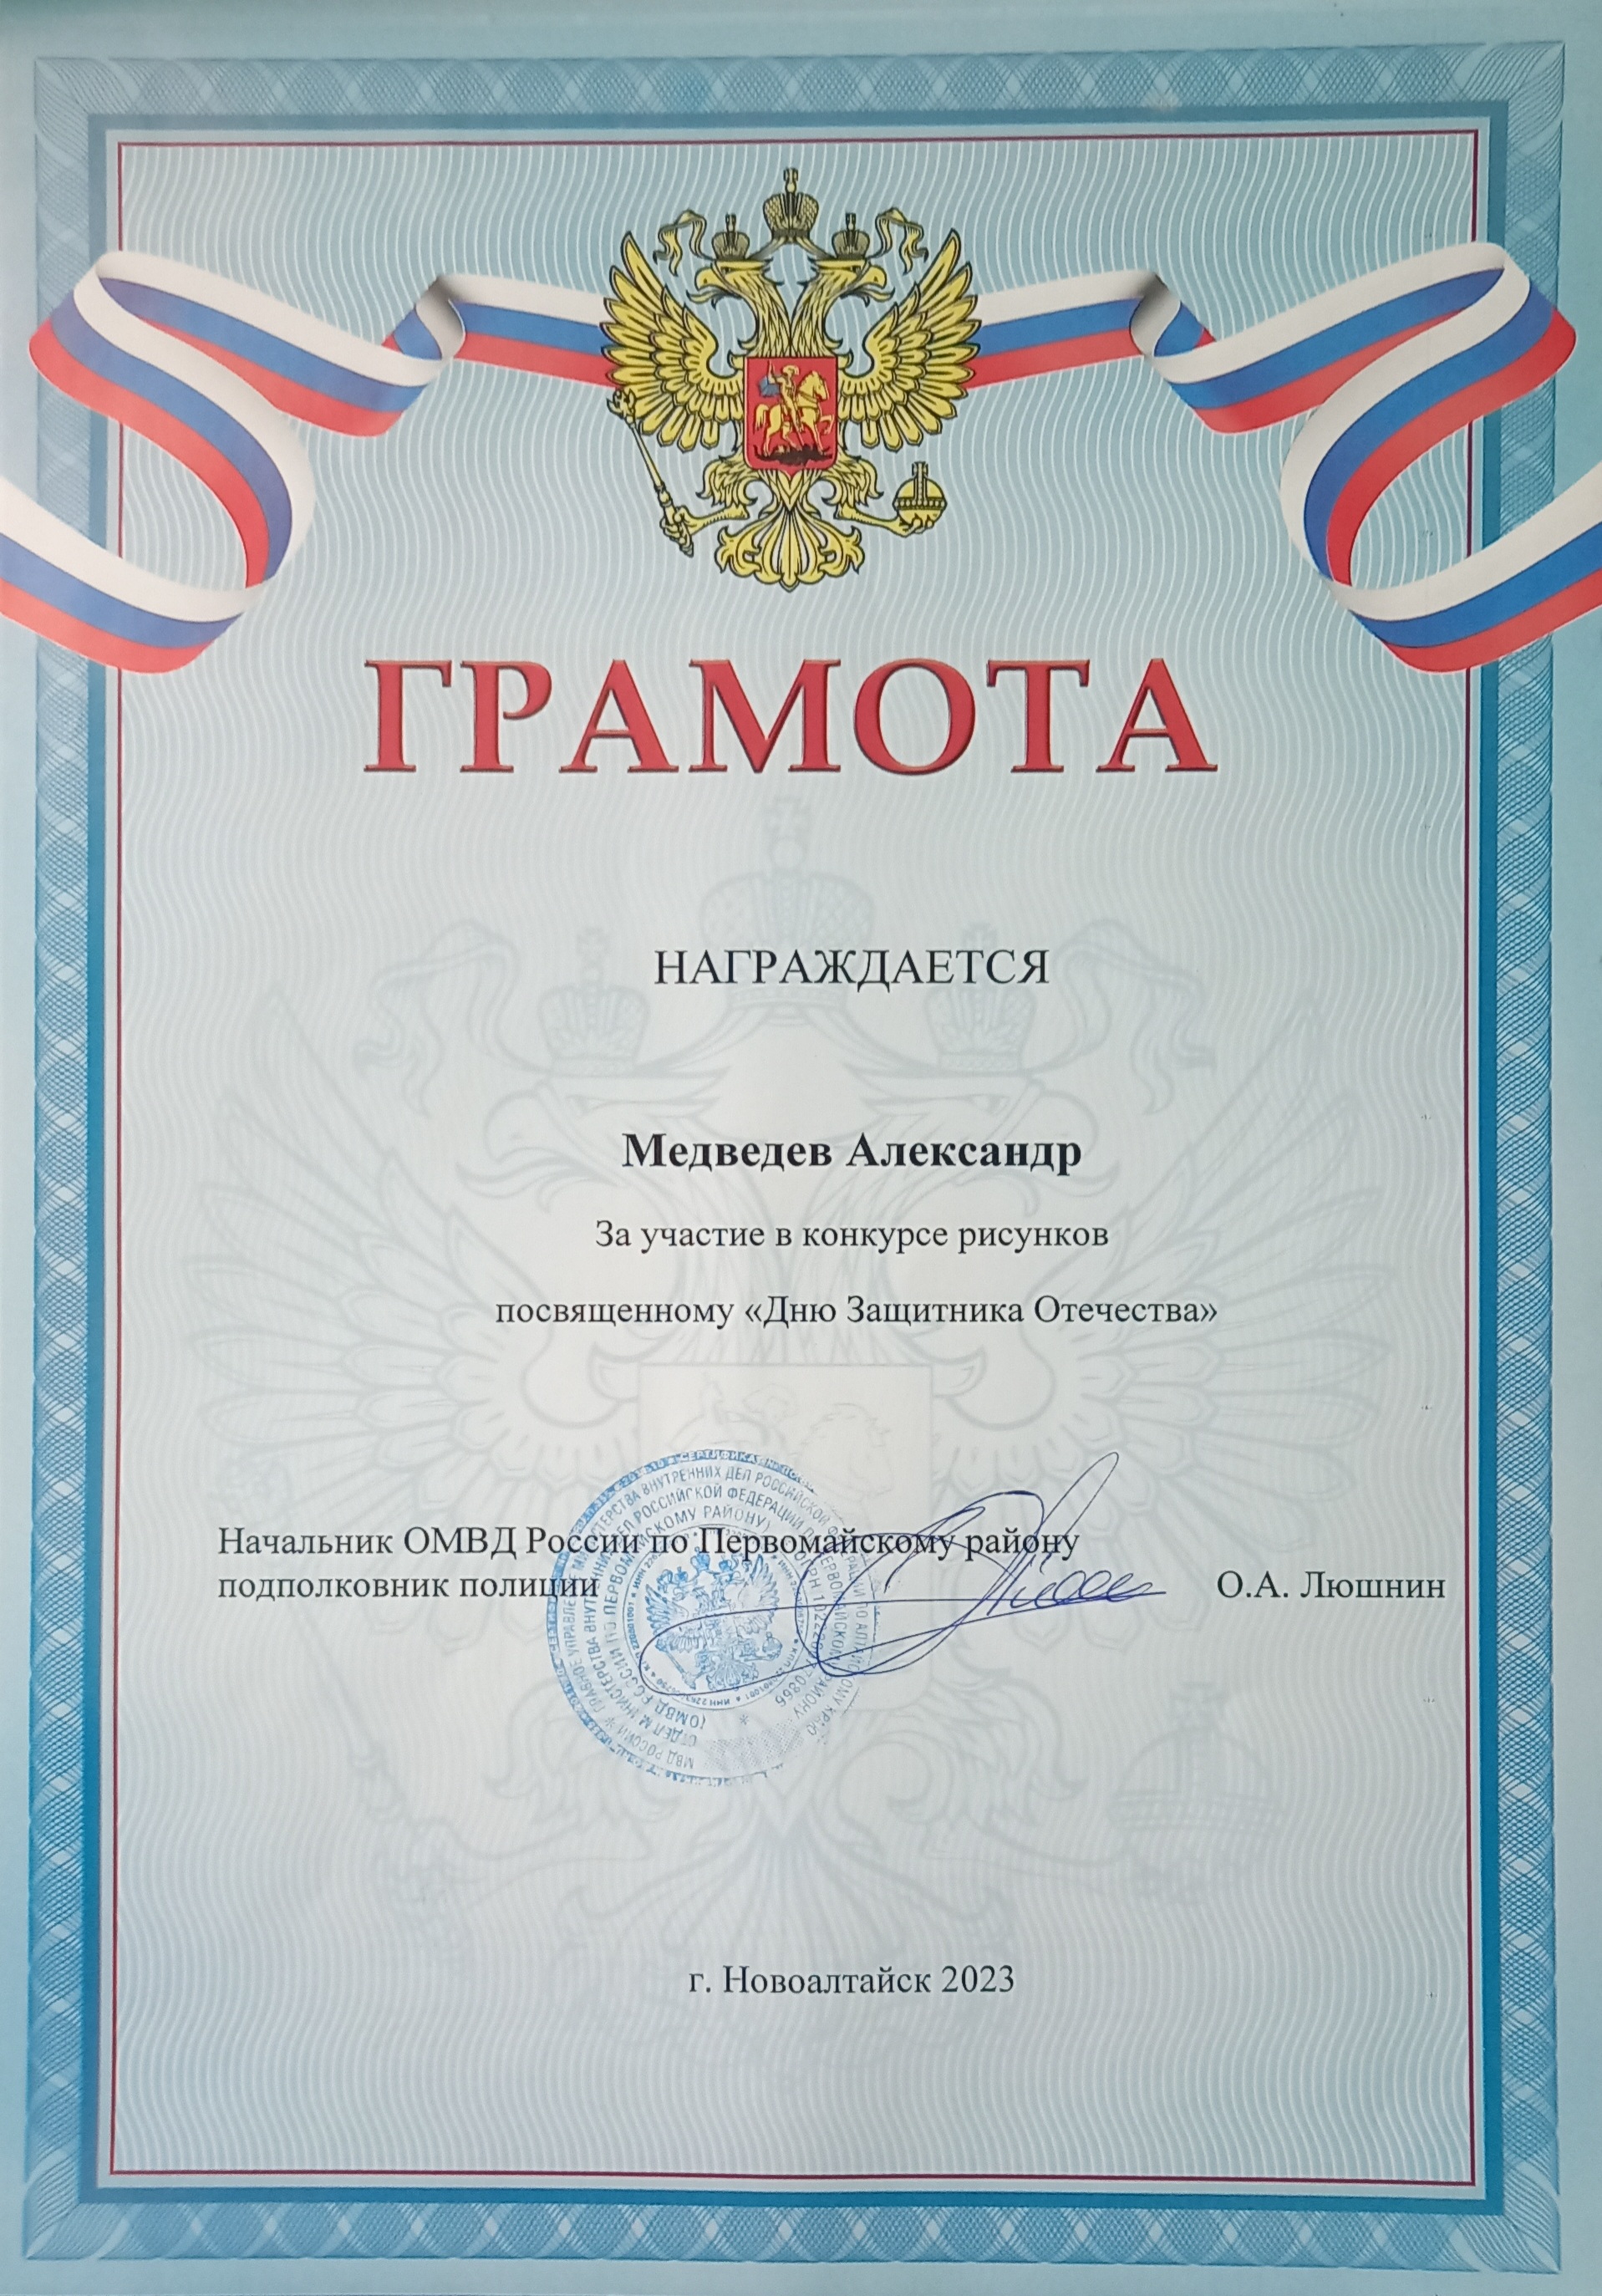 ГРАМОТА
НАГРАЖДАЕТСЯ
Медведев Александр
За участие в конкурсе рисунков
посвященному «Дню Защитника Отечества»
Начальник ОМВД России по Первомайскому району
подполковник полиции
О.А. Люшнин
г. Новоалтайск 2023